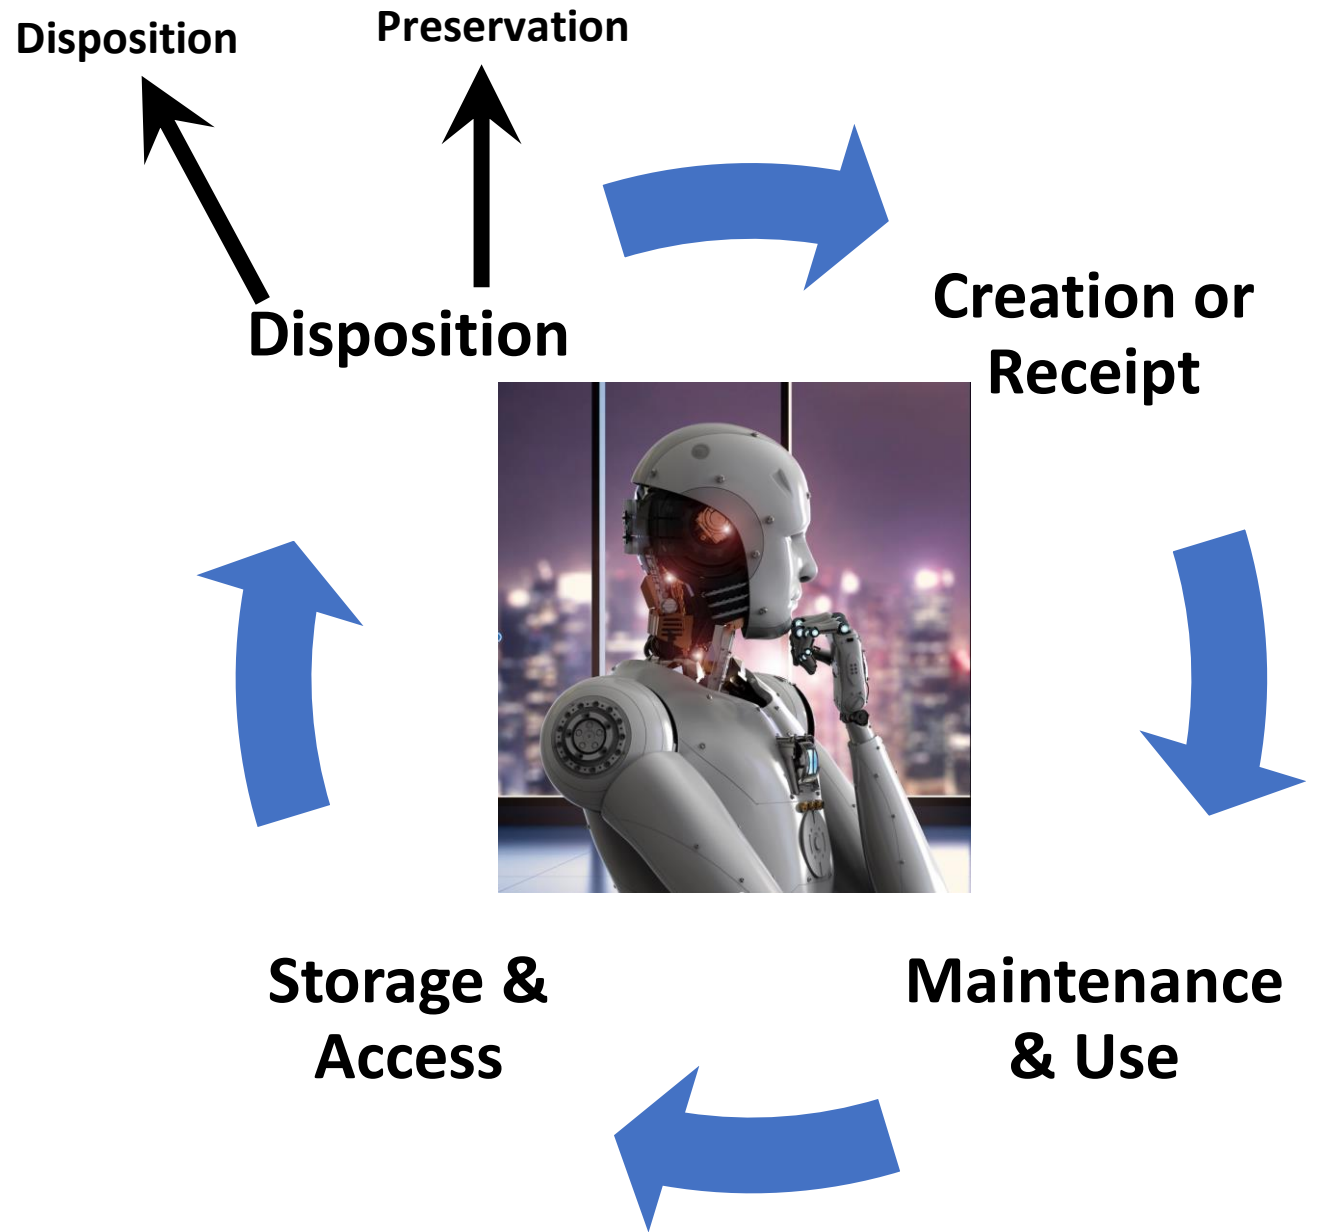 Disposition
Preservation
Disposition
Creation or
Receipt
Storage &
Access
Maintenance
& Use